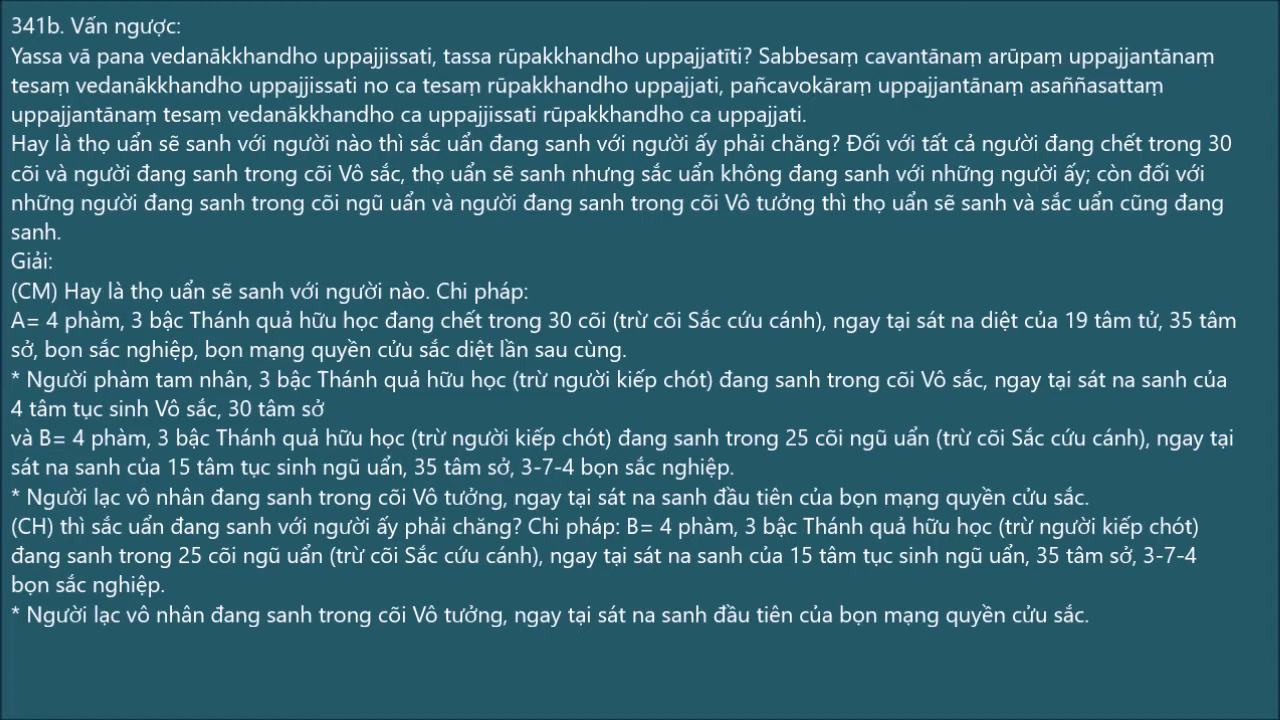 341b. Vấn ngược:
Yassa vā pana vedanākkhandho uppajjissati, tassa rūpakkhandho uppajjatīti? Sabbesaṃ cavantānaṃ arūpaṃ uppajjantānaṃ
tesaṃ vedanākkhandho uppajjissati no ca tesaṃ rūpakkhandho uppajjati, pañcavokāraṃ uppajjantānaṃ asaññasattaṃ
uppajjantānaṃ tesaṃ vedanākkhandho ca uppajjissati rūpakkhandho ca uppajjati.
Hay là thọ uẩn sẽ sanh với người nào thì sắc uẩn đang sanh với người ấy phải chăng? Đối với tất cả người đang chết trong 30
cõi và người đang sanh trong cõi Vô sắc, thọ uẩn sẽ sanh nhưng sắc uẩn không đang sanh với những người ấy; còn đối với
những người đang sanh trong cõi ngũ uẩn và người đang sanh trong cõi Vô tưởng thì thọ uẩn sẽ sanh và sắc uẩn cũng đang
sanh.
Giải:
(CM) Hay là thọ uẩn sẽ sanh với người nào. Chi pháp:
A= 4 phàm, 3 bậc Thánh quả hữu học đang chết trong 30 cõi (trừ cõi Sắc cứu cánh), ngay tại sát na diệt của 19 tâm tử, 35 tâm
sở, bọn sắc nghiệp, bọn mạng quyền cửu sắc diệt lần sau cùng.
* Người phàm tam nhân, 3 bậc Thánh quả hữu học (trừ người kiếp chót) đang sanh trong cõi Vô sắc, ngay tại sát na sanh của
4 tâm tục sinh Vô sắc, 30 tâm sở
và B= 4 phàm, 3 bậc Thánh quả hữu học (trừ người kiếp chót) đang sanh trong 25 cõi ngũ uẩn (trừ cõi Sắc cứu cánh), ngay tại
sát na sanh của 15 tâm tục sinh ngũ uẩn, 35 tâm sở, 3-7-4 bọn sắc nghiệp.
* Người lạc vô nhân đang sanh trong cõi Vô tưởng, ngay tại sát na sanh đầu tiên của bọn mạng quyền cửu sắc.
(CH) thì sắc uẩn đang sanh với người ấy phải chăng? Chi pháp: B= 4 phàm, 3 bậc Thánh quả hữu học (trừ người kiếp chót)
đang sanh trong 25 cõi ngũ uẩn (trừ cõi Sắc cứu cánh), ngay tại sát na sanh của 15 tâm tục sinh ngũ uẩn, 35 tâm sở, 3-7-4
bọn sắc nghiệp.
* Người lạc vô nhân đang sanh trong cõi Vô tưởng, ngay tại sát na sanh đầu tiên của bọn mạng quyền cửu sắc.